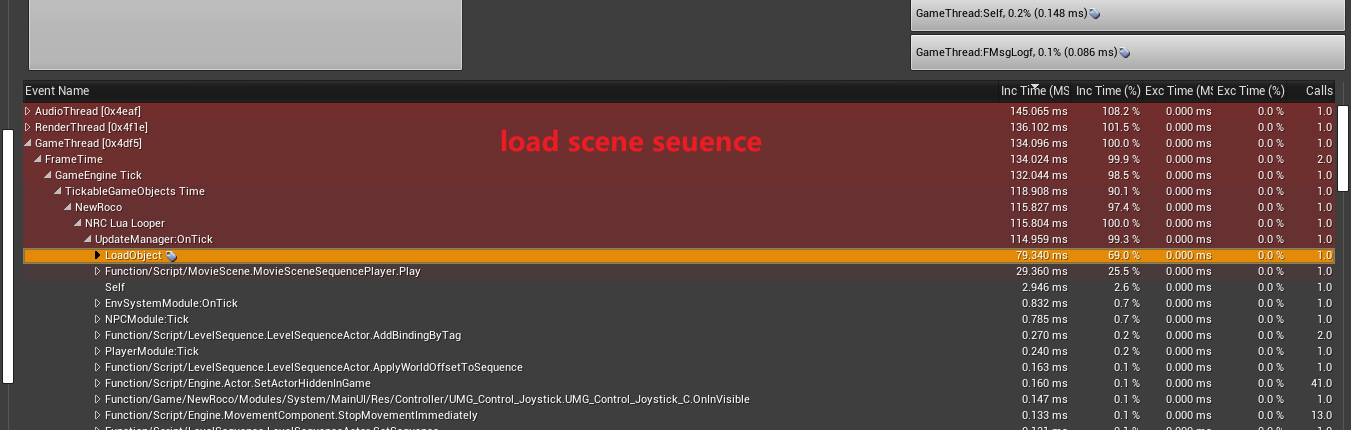 GameThread:Self, 0.2% (0.148 ms)
GameThread:FMsgLogf, 0.1% (0.086 ms)
Event Name Inc Time (MS Inc Time (%) Exc Time (MS Exc Time (%) Calls
AudioThread [0x4eaf] 145.065 ms 108.2 % 0.000 ms 0.0 % 1.0
RenderThread [0x4f1e] 136.102 ms 101.5 % 0.000 ms 0.0 % 1.0
load scene seuence
GameThread [0x4df5] 134.096 ms 100.0 % 0.000 ms 0.0 % 1.0
FrameTime 134.024 ms 99.9 % 0.000 ms 0.0 % 2.0
GameEngine Tick 132.044 ms 98.5 % 0.000 ms 0.0 % 1.0
TickableGameObjects Time 118.908 ms 90.1 % 0.000 ms 0.0 % 1.0
NewRoco 115.827 ms 97.4 % 0.000 ms 0.0 % 1.0
NRC Lua Looper 115.804 ms 100.0 % 0.000 ms 0.0 % 1.0
UpdateManager:OnTick 114.959 ms 99.3 % 0.000 ms 0.0 % 1.0
LoadObject 79.340 ms 69.0 % 0.000 ms 0.0 % 1.0
Function/Script/MovieScene.MovieSceneSequencePlayer.Play 29.360 ms 25.5 % 0.000 ms 0.0 % 1.0
Self 2.946 ms 2.6 % 0.000 ms 0.0 % 1.0
EnvSystemModule:OnTick 0.832 ms 0.7 % 0.000 ms 0.0 % 1.0
NPCModule:Tick 0.785 ms 0.7 % 0.000 ms 0.0 % 1.0
Function/Script/LevelSequence.LevelSequenceActor.AddBindingByTag 0.270 ms 0.2 % 0.000 ms 0.0 % 2.0
PlayerModule:Tick 0.240 ms 0.2 % 0.000 ms 0.0 % 1.0
Function/Script/LevelSequence.LevelSequenceActor.ApplyWorldOffsetToSequence 0.163 ms 0.1 % 0.000 ms 0.0 % 1.0
Function/Script/Engine.Actor.SetActorHiddenInGame 0.160 ms 0.1 % 0.000 ms 0.0 % 41.0
Function/Game/NewRoco/Modules/System/MainUI/Res/Controller/UMG_Control_Joystick.UMG_Control_Joystick_C.OnInVisible 0.147 ms 0.1 % 0.000 ms 0.0 % 1.0
Function/Script/Engine.MovementComponent.StopMovementImmediately 0.133 ms 0.1 % 0.000 ms 0.0 % 13.0